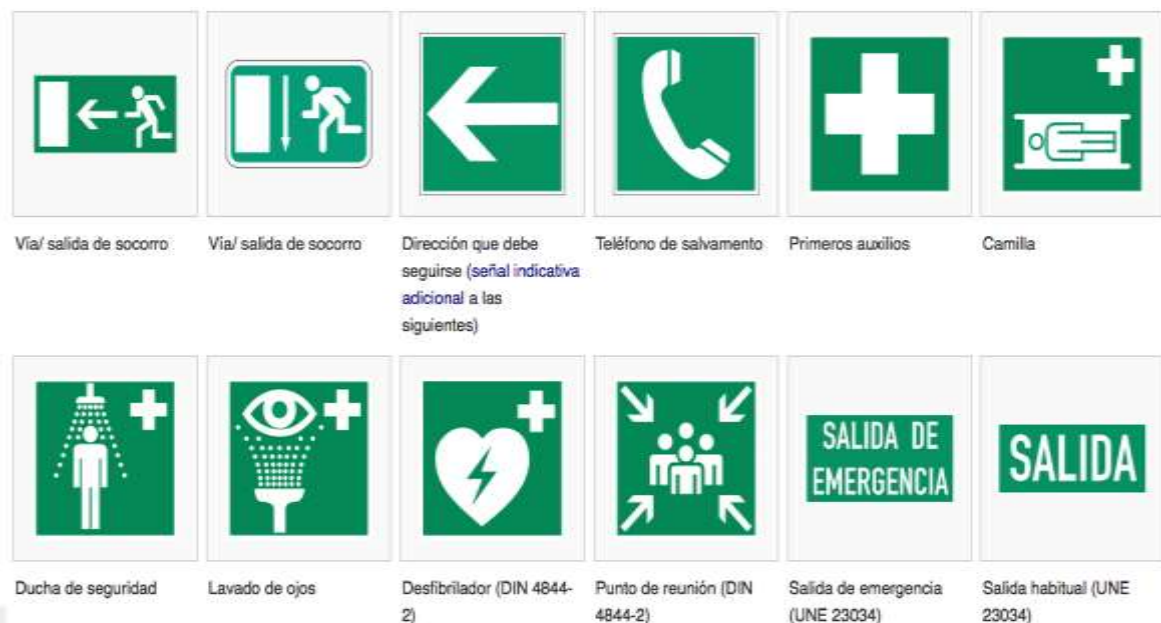 Vía/ salida de socorro
Vía/ salida de socorro
Dirección que debe
seguirse (señal indicativa
adicional a las
siguientes)
Teléfono de salvamento
Primeros auxilios
Camilla
SALIDA DE
EMERGENCIA
SALIDA
Ducha de seguridad
Lavado de ojos
Desfibrilador (DIN 4844-
2)
Punto de reunión (DIN
4844-2)
Salida de emergencia
(UNE 23034)
Salida habitual (UNE
23034)